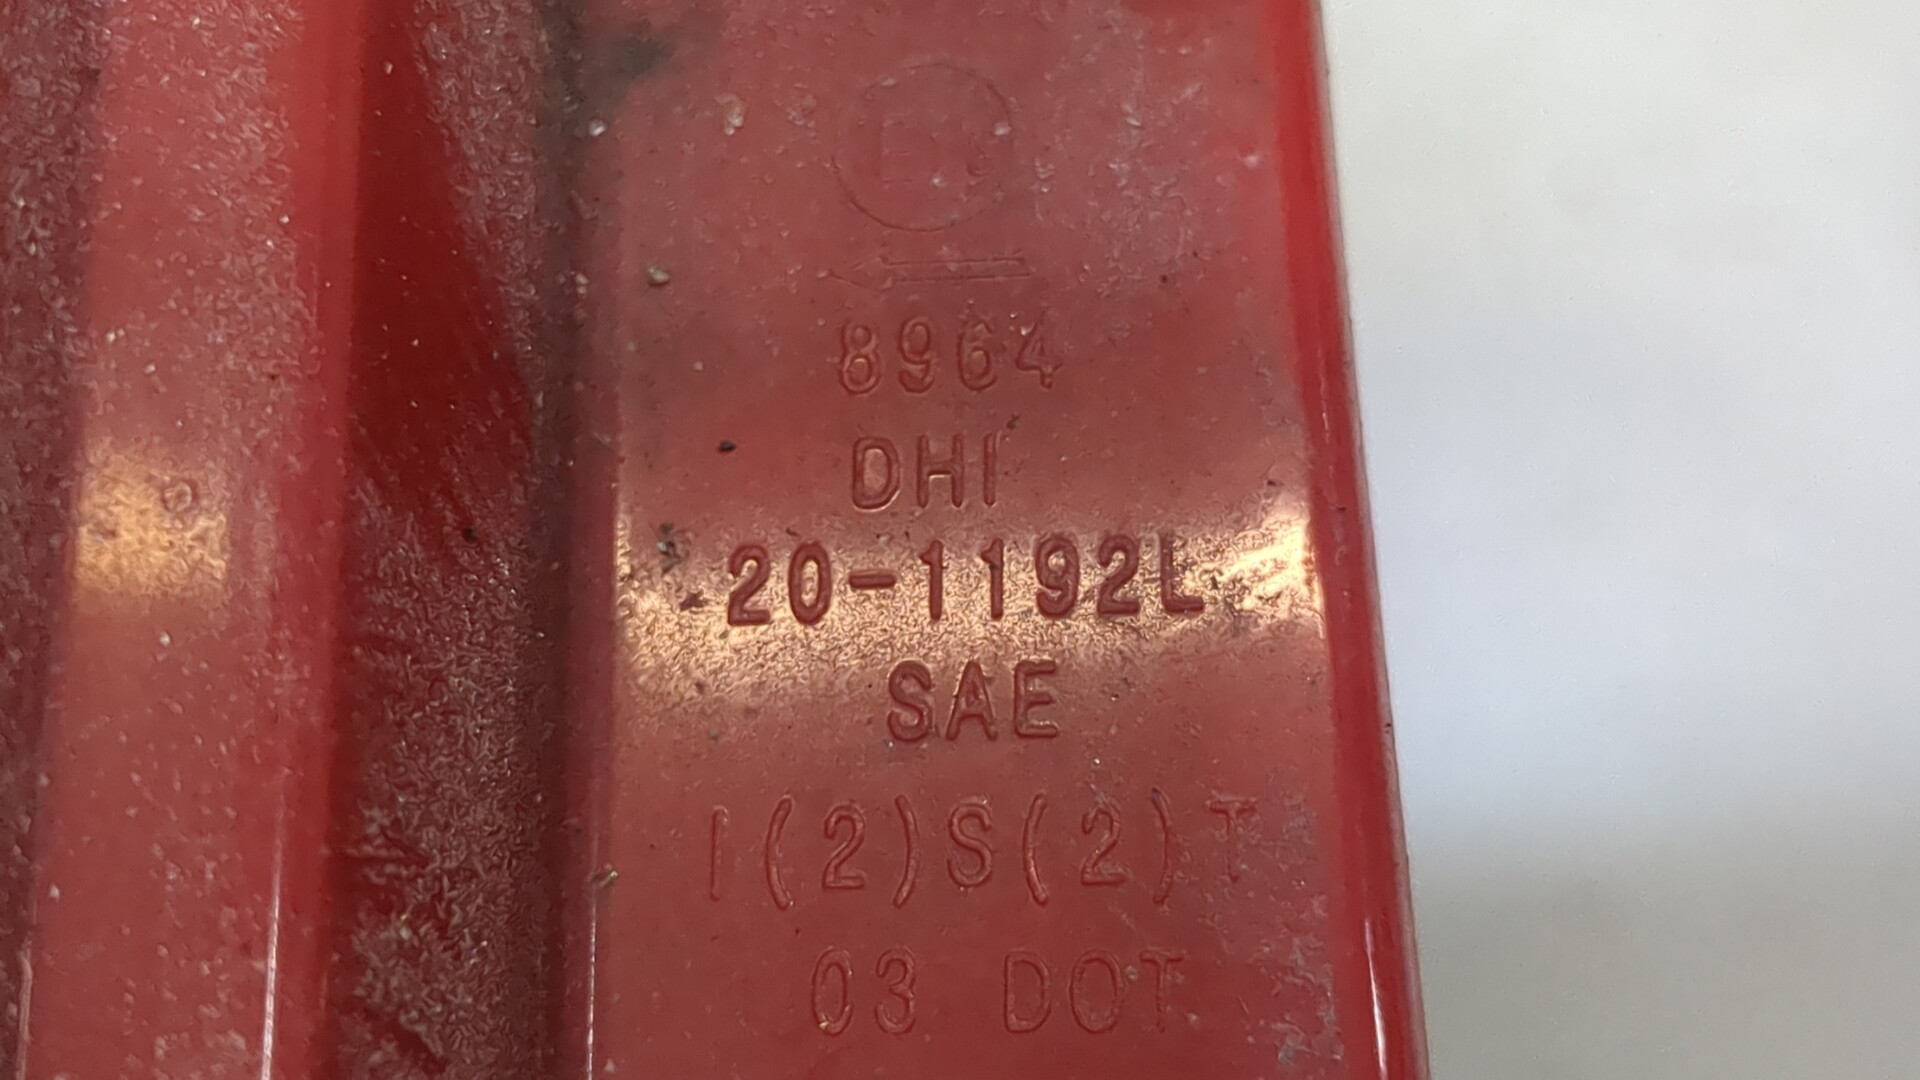 8964
DHI
20-1192L
SAE
I(2)S(2)T
03 DOT